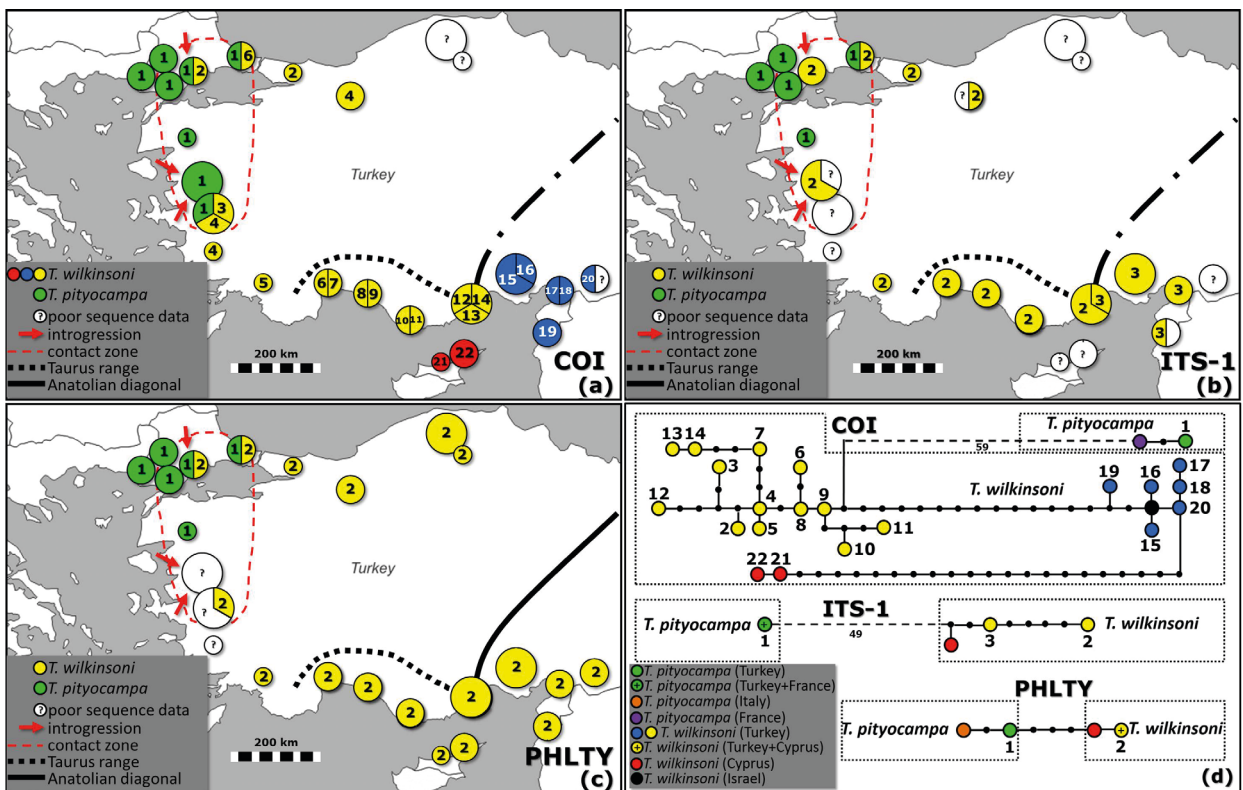 1
1
1
1
1 2
1 6
2
4
?
?
1
1
1 3
4
4
5
6 7
8 9
10 11
12 14
13
15 16
17 18
20 ?
19
21 22
Turkey
T. wilkinsoni
T. pityocampa
? poor sequence data
introgression
contact zone
Taurus range
Anatolian diagonal
200 km
COI
(a)
1
1
1
1
2
1 2
2
? 2
?
?
1
2 ?
?
?
2
2
2
2
2 3
3
3
?
3
?
?
Turkey
T. wilkinsoni
T. pityocampa
? poor sequence data
introgression
contact zone
Taurus range
Anatolian diagonal
200 km
ITS-1
(b)
1
1
1
1
1 2
1 2
2
2
2
2
1
?
? 2
?
2
2
2
2
2
2
2
2
2
2
2
Turkey
T. wilkinsoni
T. pityocampa
? poor sequence data
introgression
contact zone
Taurus range
Anatolian diagonal
200 km
PHLTY
(c)
COI
T. pityocampa 1
59
13 14 7
3 6
T. wilkinsoni
19 16 17
18
12 4 9 20
2 5 8 11
10 15
22 21
ITS-1
T. pityocampa
1
49
3 2
T. wilkinsoni
PHLTY
T. pityocampa
1
2
T. wilkinsoni
T. pityocampa (Turkey)
T. pityocampa (Turkey+France)
T. pityocampa (Italy)
T. pityocampa (France)
T. wilkinsoni (Turkey)
T. wilkinsoni (Turkey+Cyprus)
T. wilkinsoni (Cyprus)
T. wilkinsoni (Israel)
(d)